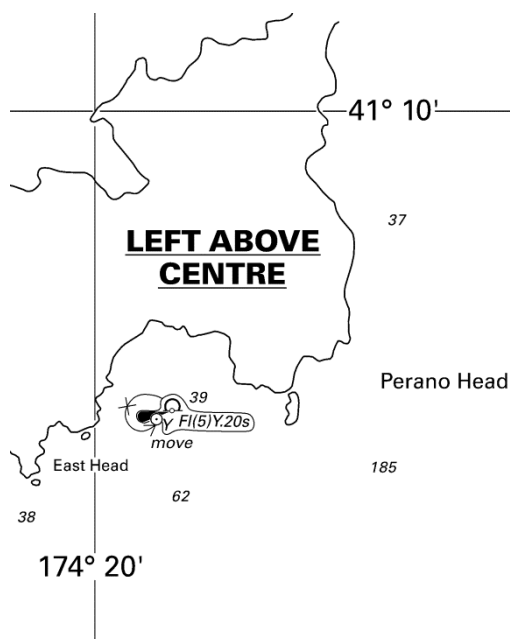 41° 10'
37
LEFT ABOVE
CENTRE
Perano Head
39
Y Fl(5)Y.20s
move
East Head
185
62
38
174° 20'